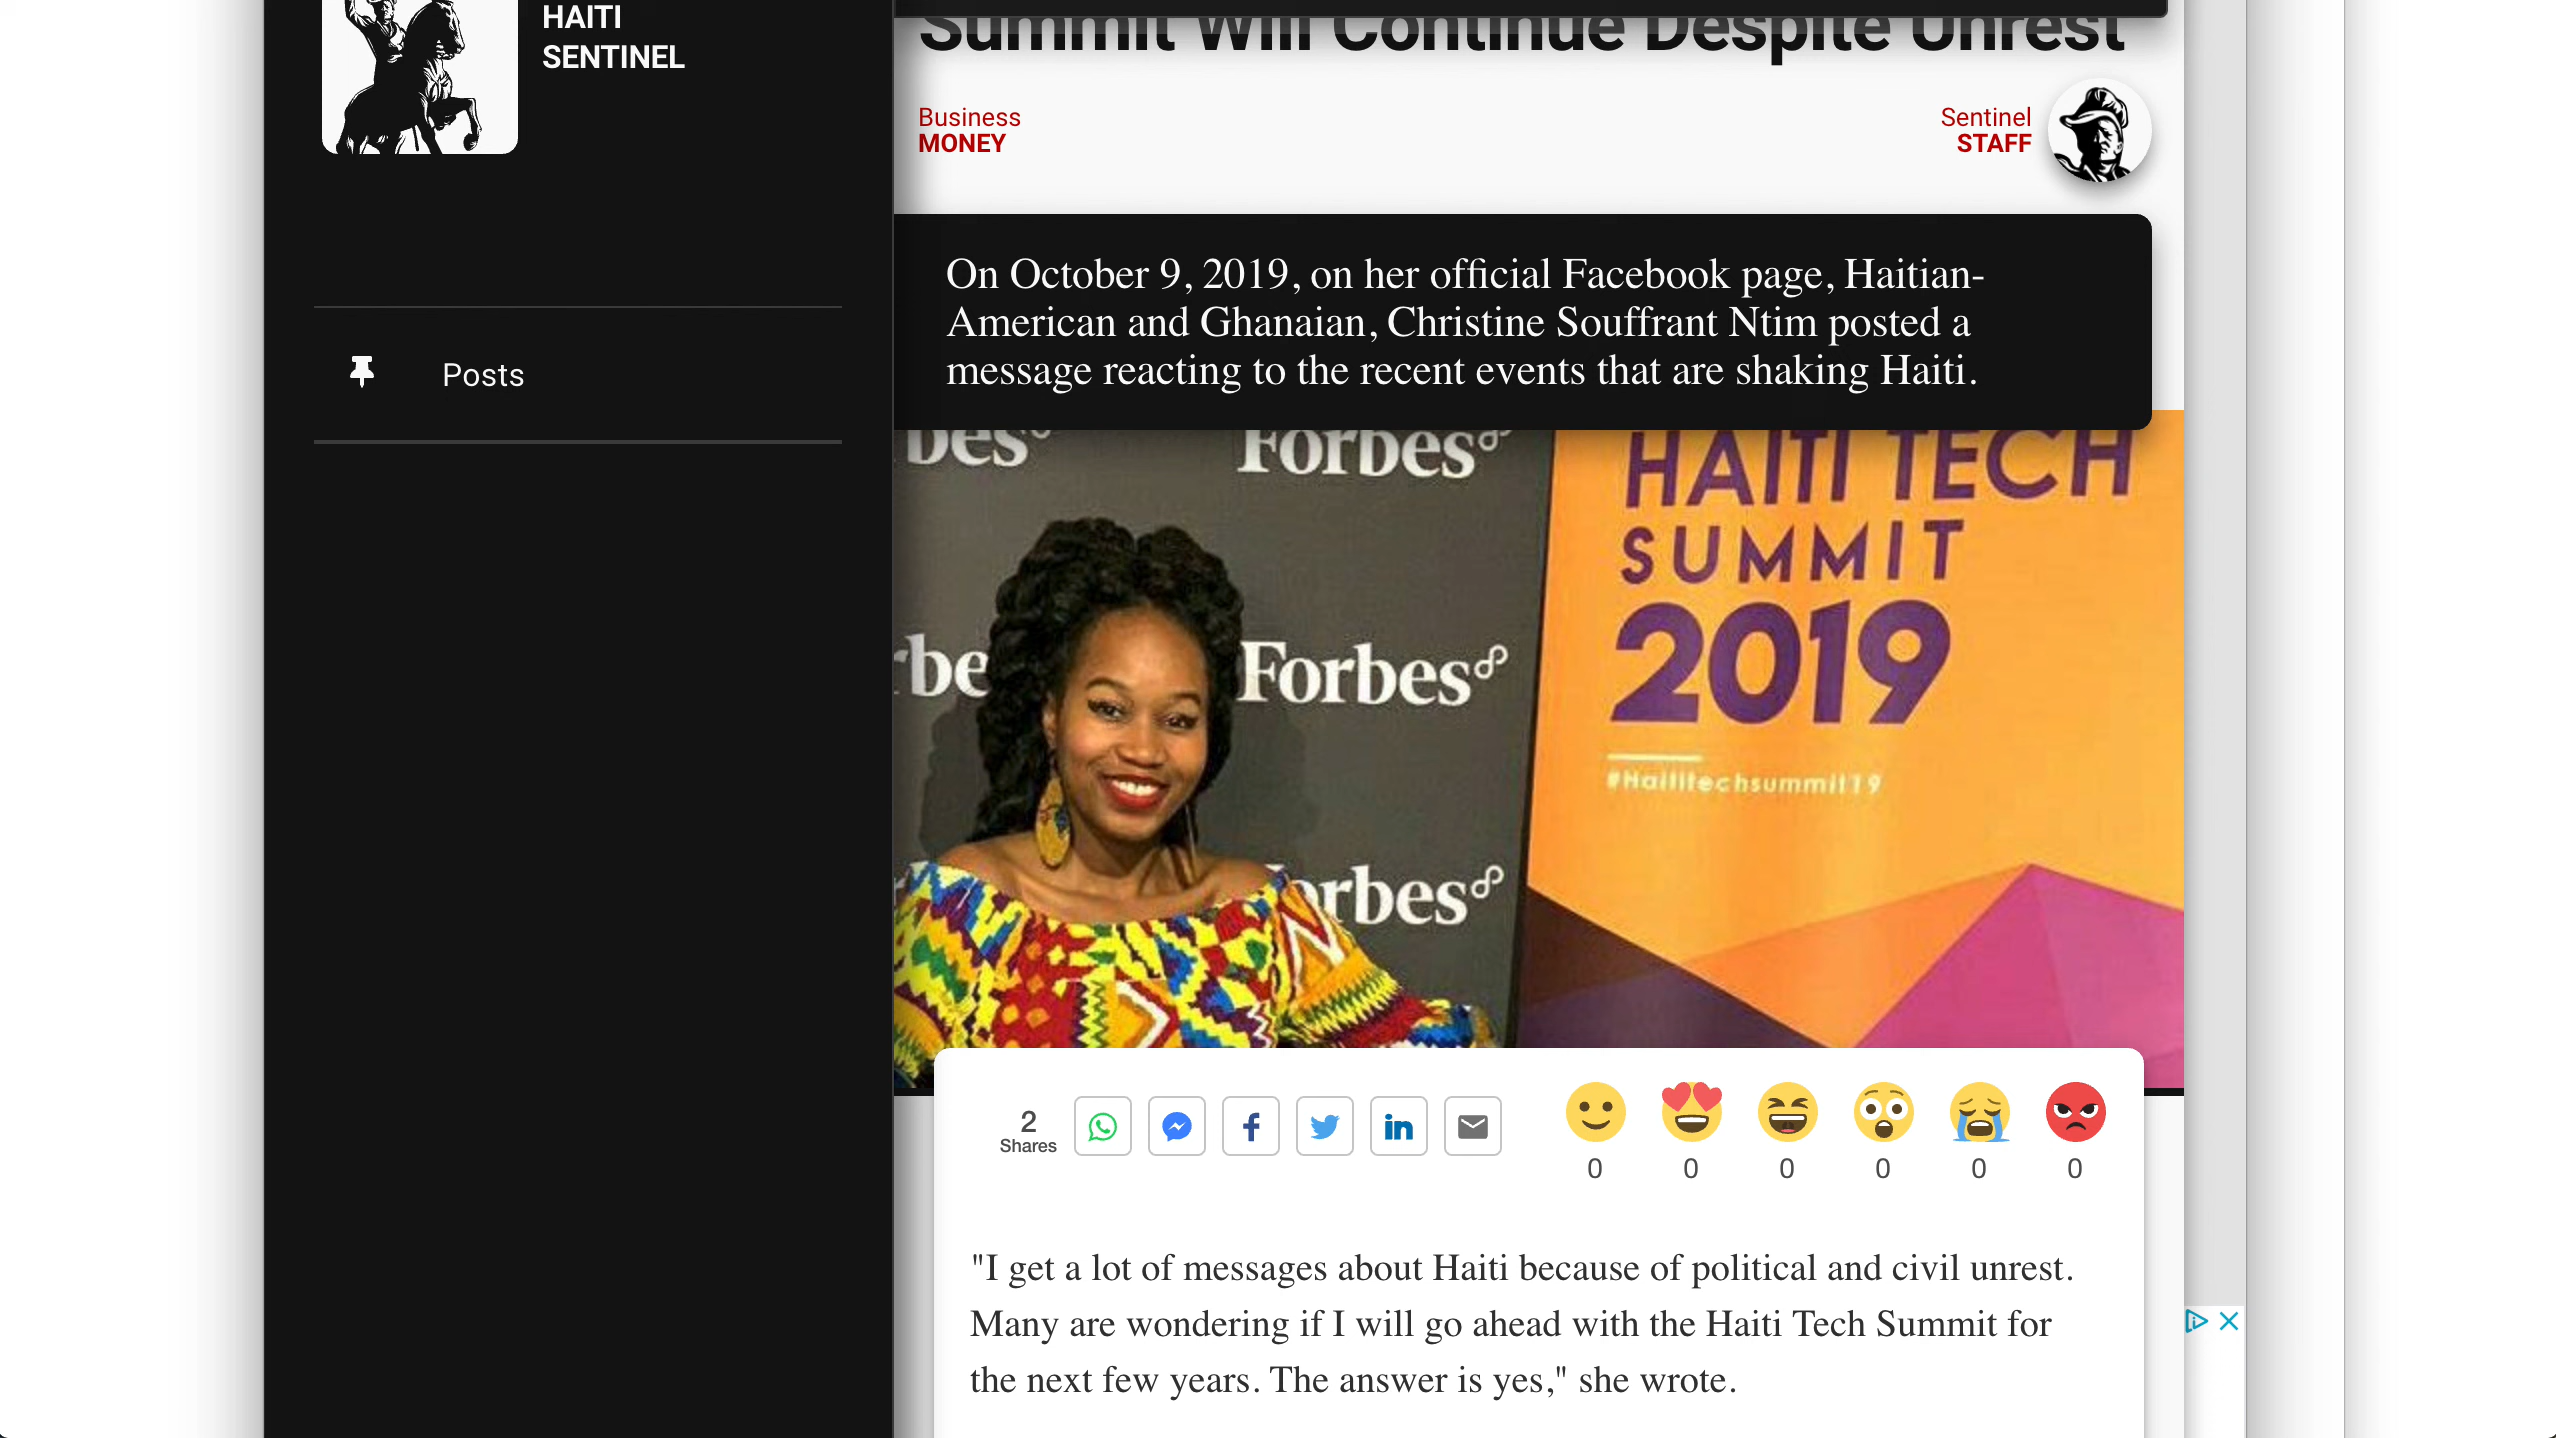 HAITI
SENTINEL
Posts
Summit Will Continue Despite Unrest
Business
MONEY
Sentinel
STAFF
On October 9, 2019, on her official Facebook page, Haitian-
American and Ghanaian, Christine Souffrant Ntim posted a
message reacting to the recent events that are shaking Haiti.
bes
Forbes
HAITI TECH
SUMMIT
2019
#Haititechsummit19
rbe
Forbes
orbes
2
Shares
0
0
0
0
0
0
"I get a lot of messages about Haiti because of political and civil unrest.
Many are wondering if I will go ahead with the Haiti Tech Summit for
the next few years. The answer is yes," she wrote.